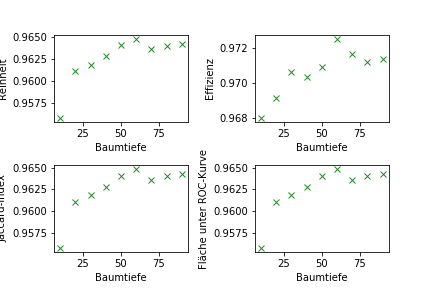 0.9650
0.9625
0.9600
0.9575
Reinheit
25 50 75
Baumtiefe
0.972
0.970
0.968
Effizienz
25 50 75
Baumtiefe
0.9650
0.9625
0.9600
0.9575
Jaccard-Index
25 50 75
Baumtiefe
0.9650
0.9625
0.9600
0.9575
Fläche unter ROC-Kurve
25 50 75
Baumtiefe